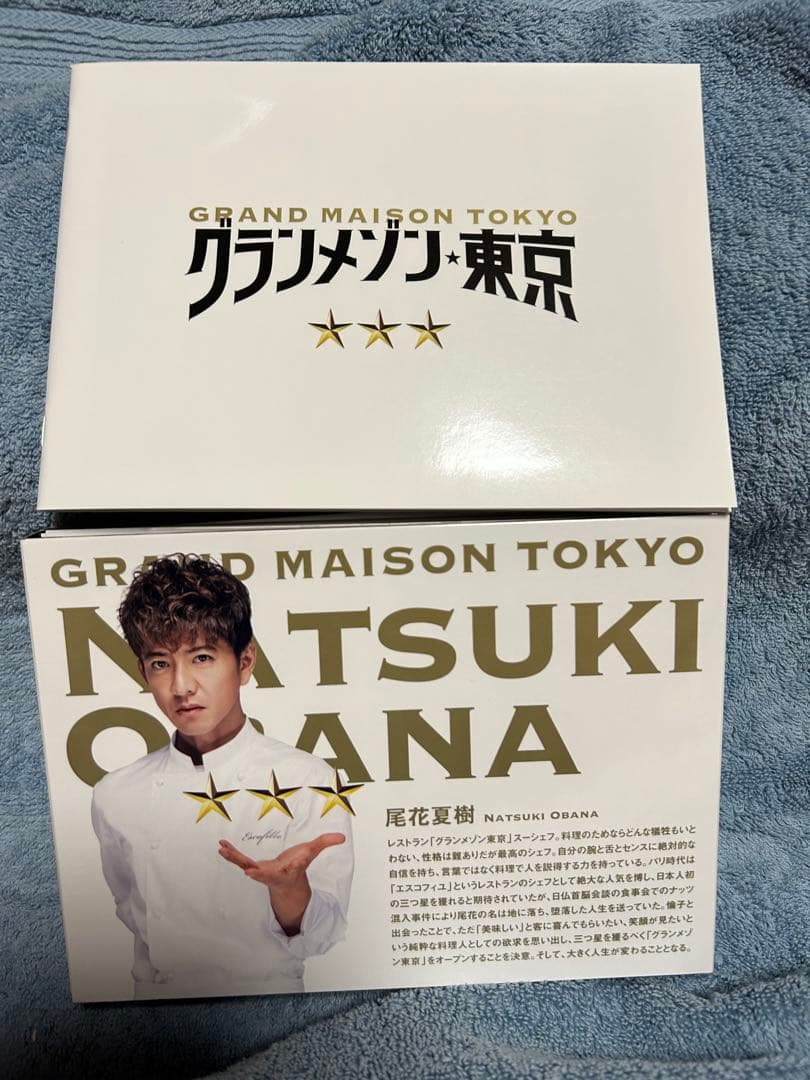 GRAND MAISON TOKYO
グランメゾン★東京
GRAND MAISON TOKYO
NATSUKI
OBANA
Escoffille
尾花夏樹 NATSUKI OBANA
レストラン「グランメゾン東京」スーシェフ。料理のためならどんな犠牲もいと
わない、性格は難ありだが最高のシェフ。自分の腕と舌とセンスに絶対的な
自信を持ち、言葉ではなく料理で人を説得する力を持っている。パリ時代は
「エスコフィユ」というレストランのシェフとして絶大な人気を博し、日本人初
の三つ星を獲れると期待されていたが、日仏首脳会談の食事会でのナッツ
混入事件により尾花の名は地に落ち、堕落した人生を送っていた。倫子と
出会ったことで、ただ「美味しい」と客に喜んでもらいたい、笑顔が見たいと
いう純粋な料理人としての欲求を思い出し、三つ星を獲るべく「グランメゾ
ン東京」をオープンすることを決意。そして、大きく人生が変わることとなる。